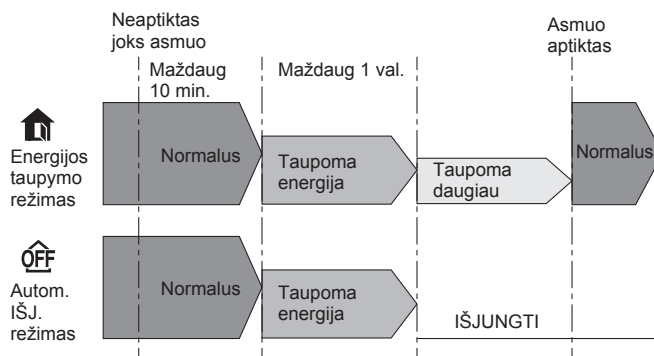 Neaptiktas
joks asmuo
Asmuo
aptiktas
Maždaug
10 min.
Maždaug 1 val.
Energijos
taupymo
režimas
Normalus
Taupoma
energija
Taupoma
daugiau
Normalus
OFF
Autom.
IŠJ.
režimas
Normalus
Taupoma
energija
IŠJUNGTI